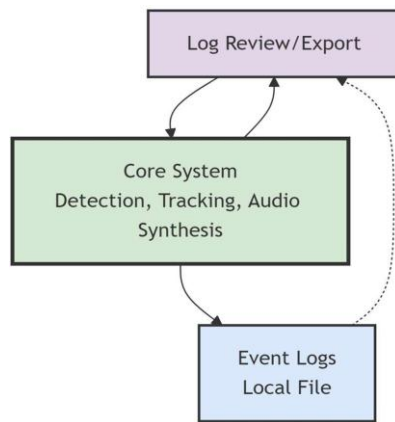 Log Review/Export
Core System
Detection, Tracking, Audio
Synthesis
Event Logs
Local File